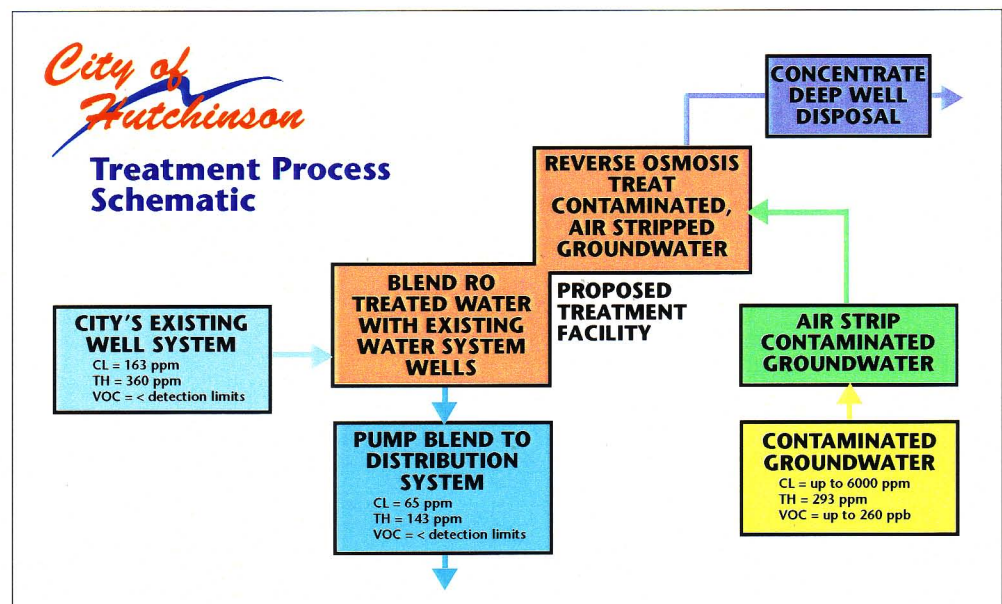 City of
Hutchinson
Treatment Process
Schematic
CONCENTRATE
DEEP WELL
DISPOSAL
REVERSE OSMOSIS
TREAT
CONTAMINATED,
AIR STRIPPED
GROUNDWATER
BLEND RO
TREATED WATER
WITH EXISTING
WATER SYSTEM
WELLS
PROPOSED
TREATMENT
FACILITY
CITY'S EXISTING
WELL SYSTEM
CL = 163 ppm
TH = 360 ppm
VOC = < detection limits
AIR STRIP
CONTAMINATED
GROUNDWATER
PUMP BLEND TO
DISTRIBUTION
SYSTEM
CL = 65 ppm
TH = 143 ppm
VOC = < detection limits
CONTAMINATED
GROUNDWATER
CL = up to 6000 ppm
TH = 293 ppm
VOC = up to 260 ppb